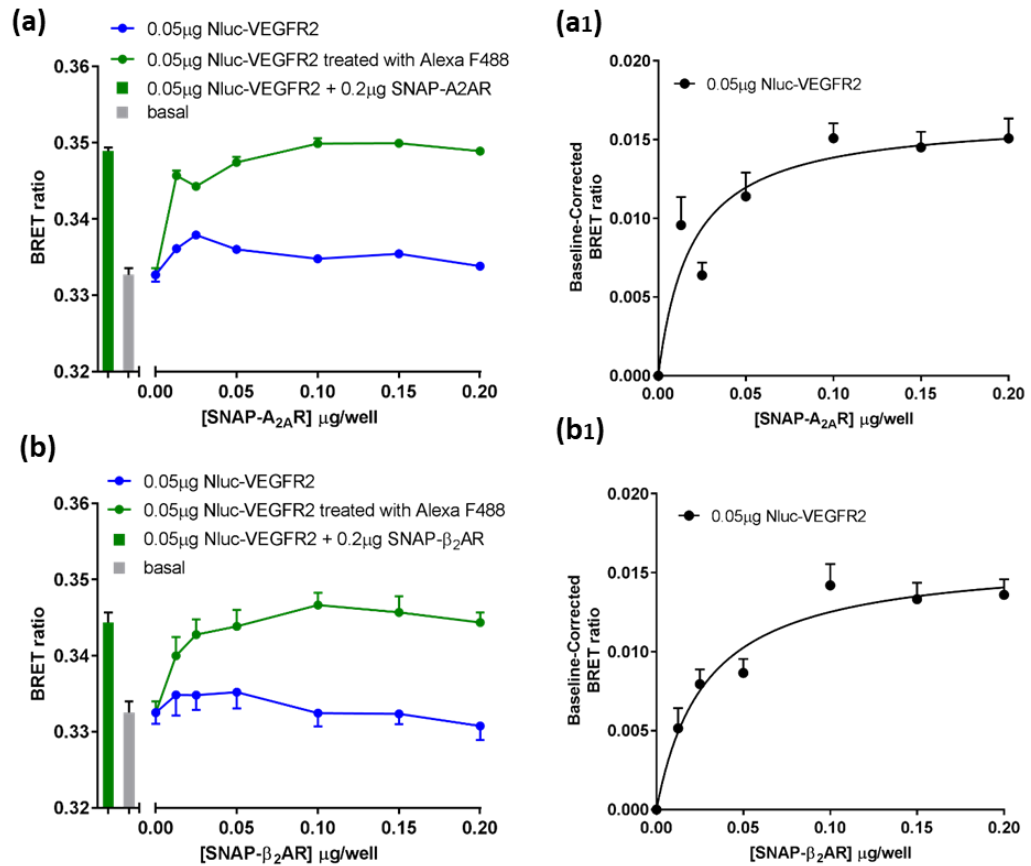 (a)
0.05μg Nluc-VEGFR2
0.05μg Nluc-VEGFR2 treated with Alexa F488
0.05μg Nluc-VEGFR2 + 0.2μg SNAP-A2AR
basal
BRET ratio
0.36
0.35
0.34
0.33
0.32
0.00 0.05 0.10 0.15 0.20
[SNAP-A₂ₐR] μg/well
(a1)
0.05μg Nluc-VEGFR2
Baseline-Corrected
BRET ratio
0.020
0.015
0.010
0.005
0.000
0.00 0.05 0.10 0.15 0.20
[SNAP-A₂ₐR] μg/well
(b)
0.05μg Nluc-VEGFR2
0.05μg Nluc-VEGFR2 treated with Alexa F488
0.05μg Nluc-VEGFR2 + 0.2μg SNAP-β₂AR
basal
BRET ratio
0.36
0.35
0.34
0.33
0.32
0.00 0.05 0.10 0.15 0.20
[SNAP-β₂AR] μg/well
(b1)
0.05μg Nluc-VEGFR2
Baseline-Corrected
BRET ratio
0.020
0.015
0.010
0.005
0.000
0.00 0.05 0.10 0.15 0.20
[SNAP-β₂AR] μg/well